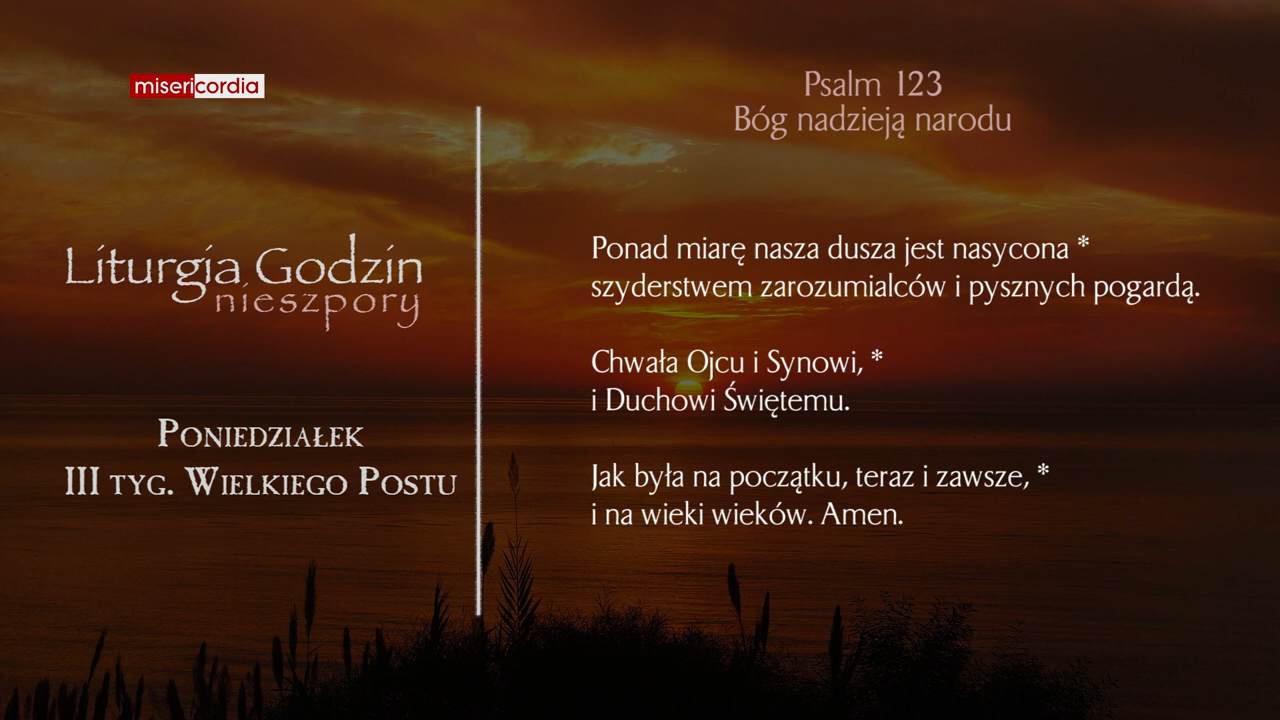 misericordia
Liturgia Godzin
nieszpory
Poniedziałek
III tyg. Wielkiego Postu
Psalm 123
Bóg nadzieją narodu
Ponad miarę nasza dusza jest nasycona *
szyderstwem zarozumialców i pysznych pogardą.
Chwała Ojcu i Synowi, *
i Duchowi Świętemu.
Jak była na początku, teraz i zawsze, *
i na wieki wieków. Amen.